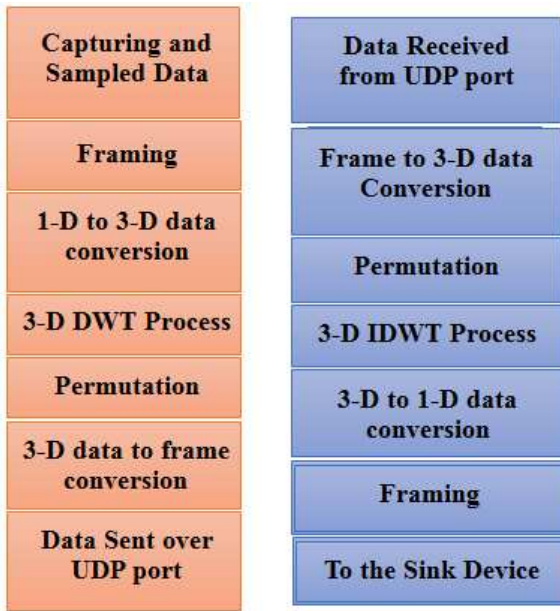 Capturing and
Sampled Data
Framing
1-D to 3-D data
conversion
3-D DWT Process
Permutation
3-D data to frame
conversion
Data Sent over
UDP port
Data Received
from UDP port
Frame to 3-D data
Conversion
Permutation
3-D IDWT Process
3-D to 1-D data
conversion
Framing
To the Sink Device